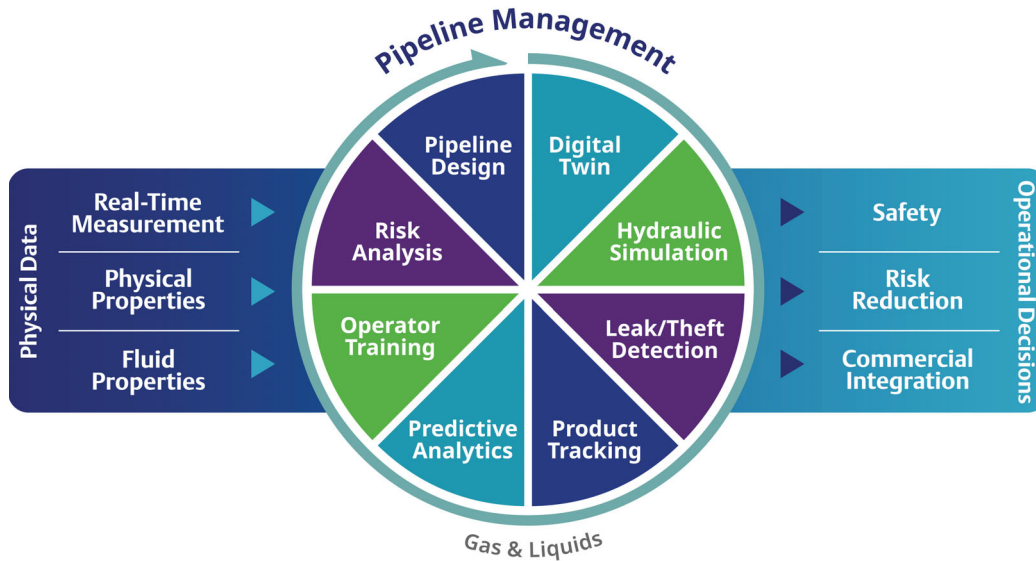 Pipeline Management
Physical Data
Real-Time
Measurement
Physical
Properties
Fluid
Properties
Pipeline
Design
Digital
Twin
Risk
Analysis
Hydraulic
Simulation
Operator
Training
Leak/Theft
Detection
Predictive
Analytics
Product
Tracking
Safety
Risk
Reduction
Commercial
Integration
Operational Decisions
Gas & Liquids